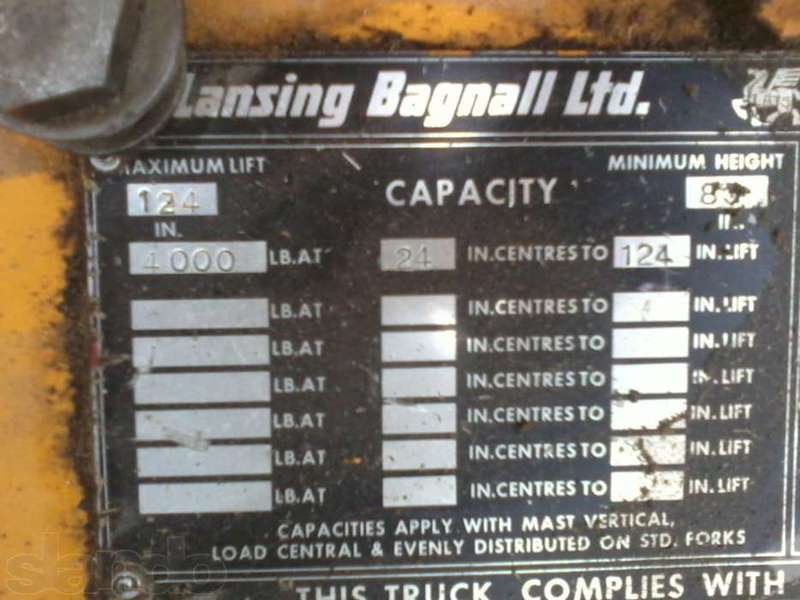 Lansing Bagnall Ltd.
MAXIMUM LIFT
MINIMUM HEIGHT
124
CAPACITY
IN.
IN.
4000 LB.AT 24 IN.CENTRES TO 124 IN.LIFT
LB.AT IN.CENTRES TO IN.LIFT
LB.AT IN.CENTRES TO IN.LIFT
LB.AT IN.CENTRES TO IN.LIFT
LB.AT IN.CENTRES TO IN.LIFT
LB.AT IN.CENTRES TO IN.LIFT
LB.AT IN.CENTRES TO IN.LIFT
CAPACITIES APPLY WITH MAST VERTICAL,
LOAD CENTRAL & EVENLY DISTRIBUTED ON STD. FORKS
THIS TRUCK COMPLIES WITH
slando